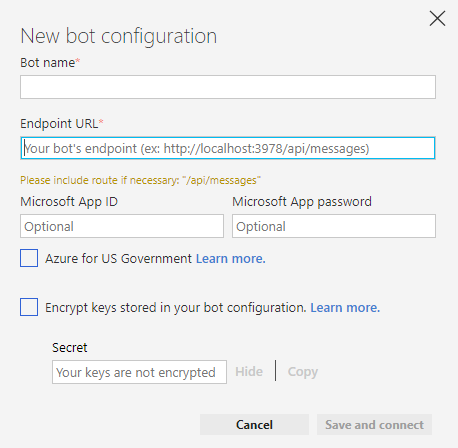 New bot configuration
Bot name*
Endpoint URL*
Your bot's endpoint (ex: http://localhost:3978/api/messages)
Please include route if necessary: "/api/messages"
Microsoft App ID Microsoft App password
Optional Optional
Azure for US Government Learn more.
Encrypt keys stored in your bot configuration. Learn more.
Secret
Your keys are not encrypted Hide Copy
Cancel Save and connect